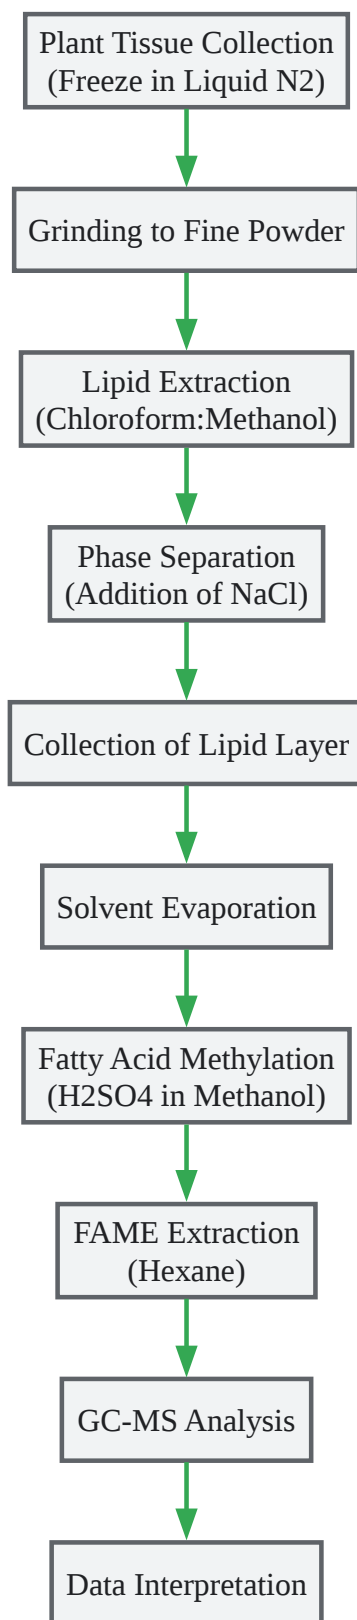 Plant Tissue Collection
(Freeze in Liquid N2)
Grinding to Fine Powder
Lipid Extraction
(Chloroform:Methanol)
Phase Separation
(Addition of NaCl)
Collection of Lipid Layer
Solvent Evaporation
Fatty Acid Methylation
(H2SO4 in Methanol)
FAME Extraction
(Hexane)
GC-MS Analysis
Data Interpretation